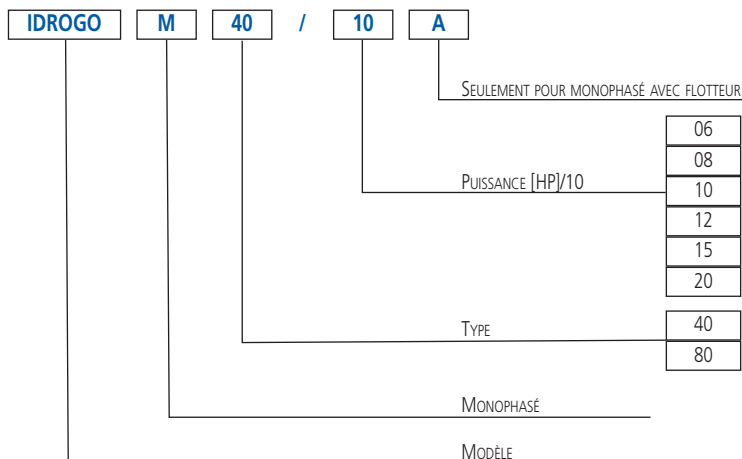 IDROGO M 40 / 10 A
Seulement pour monophasé avec flotteur
06
08
Puissance [HP]/10
10
12
15
20
Type
40
80
Monophasé
Modèle